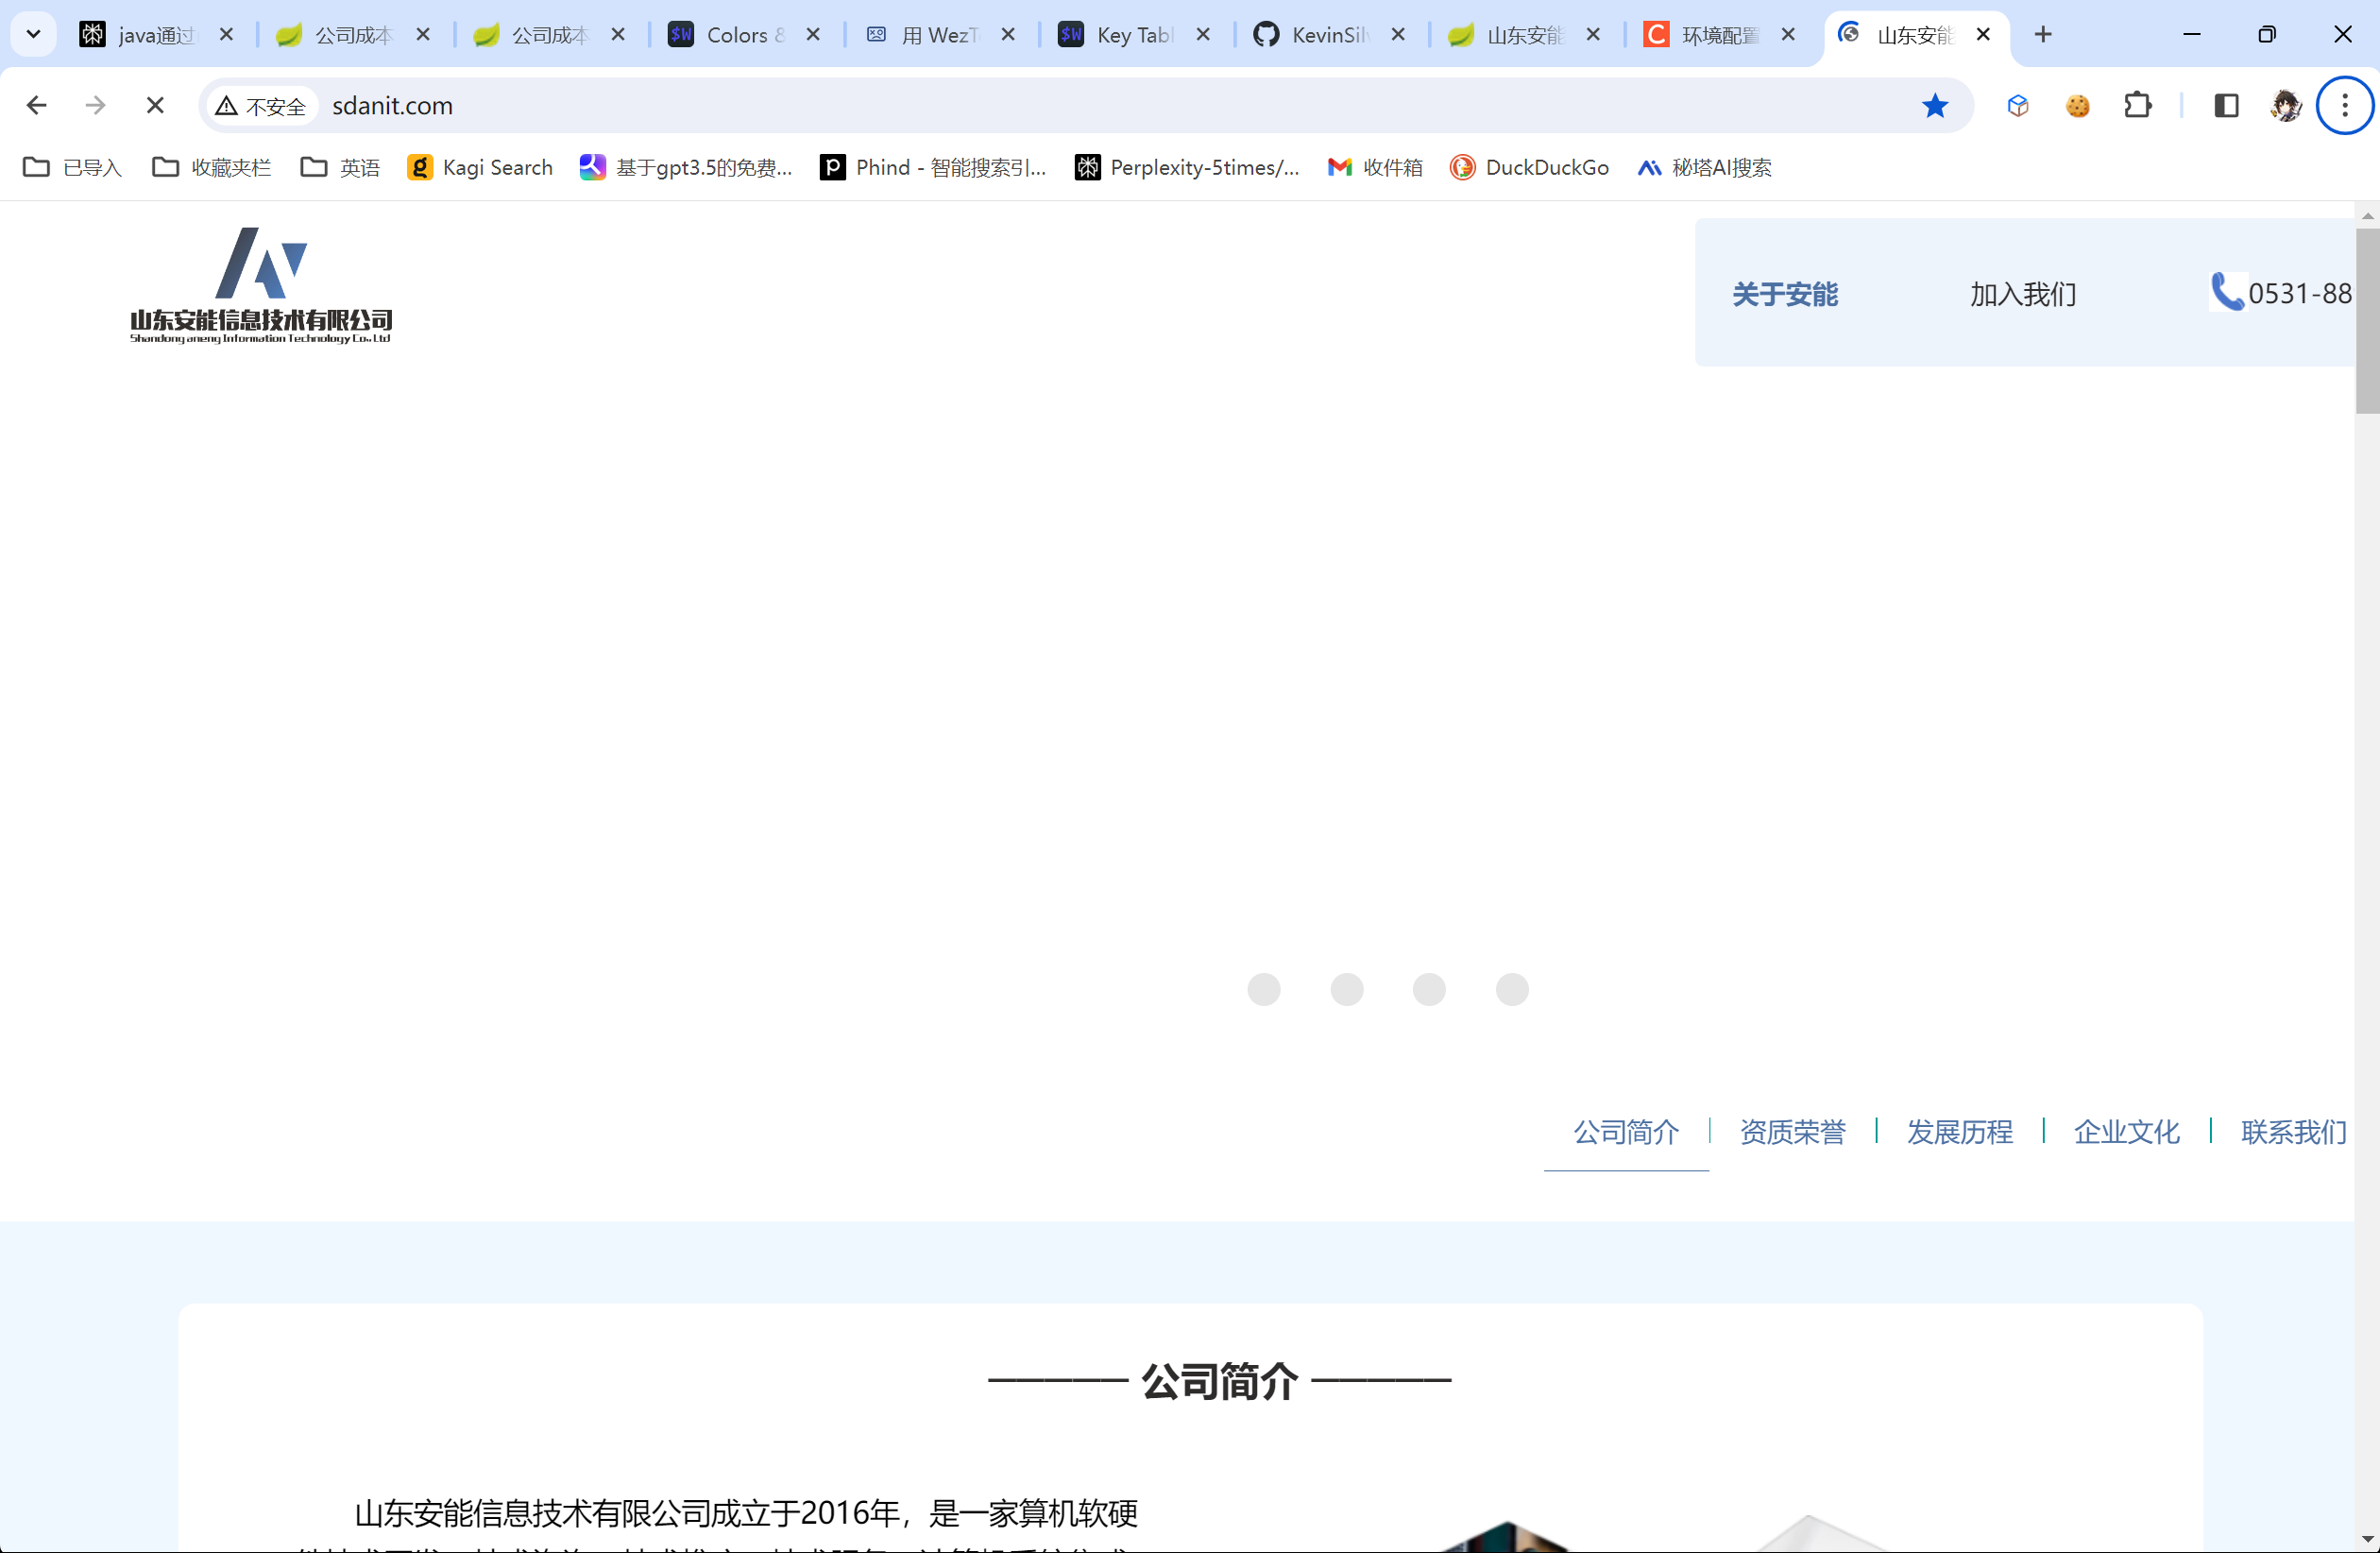 java通过
公司成本
公司成本
Colors &
用 WezT
Key Tabl
KevinSil
山东安能
环境配置
山东安能
不安全
sdanit.com
已导入
收藏夹栏
英语
Kagi Search
基于gpt3.5的免费...
Phind - 智能搜索引...
Perplexity-5times/...
收件箱
DuckDuckGo
秘塔AI搜索
山东安能信息技术有限公司
Shandong aneng Information Technology Co.. Ltd
关于安能
加入我们
0531-88
公司简介
资质荣誉
发展历程
企业文化
联系我们
公司简介
山东安能信息技术有限公司成立于2016年，是一家算机软硬